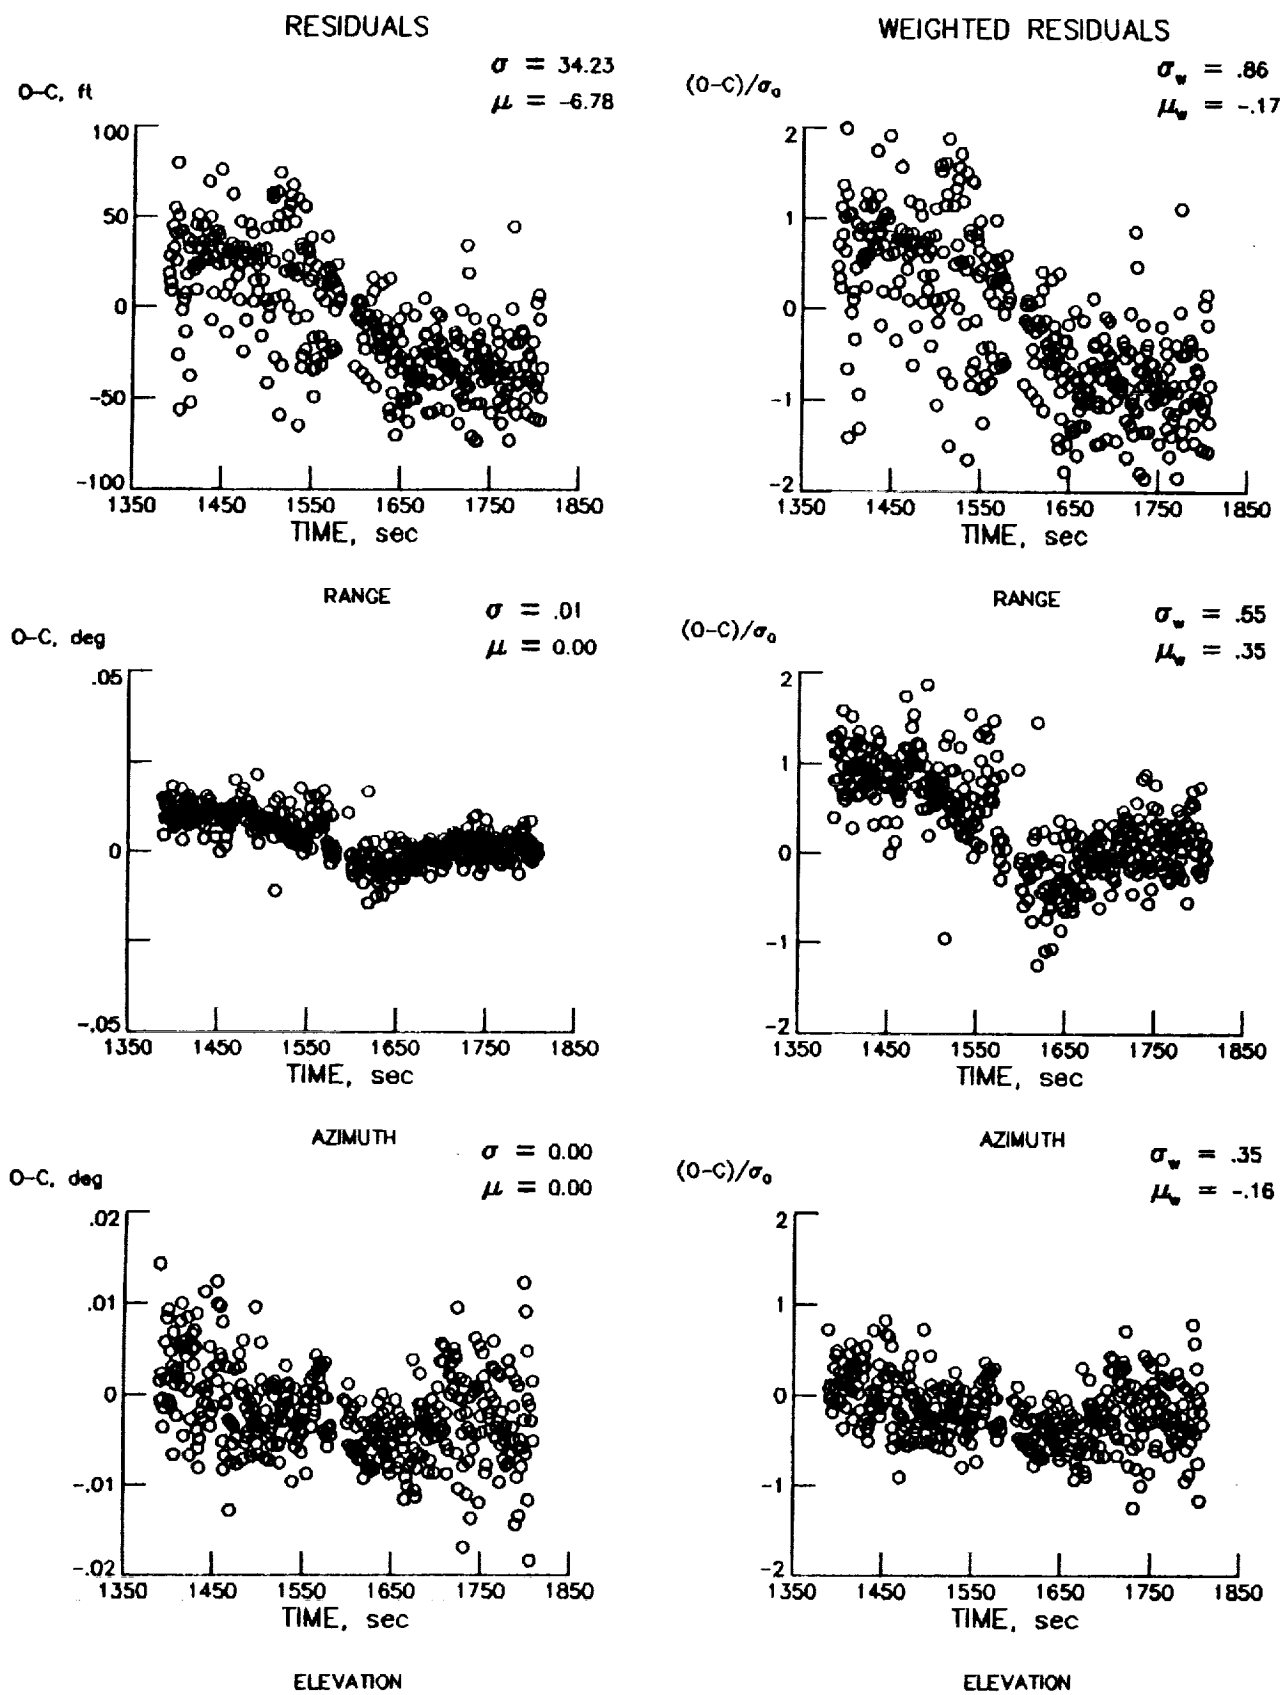 RESIDUALS
σ = 34.23
O-C, ft
μ = -6.78
100
50
0
-50
-100
1350 1450 1550 1650 1750 1850
TIME, sec
RANGE
WEIGHTED RESIDUALS
σw = .86
(O-C)/σo
μw = -.17
2
1
0
-1
-2
1350 1450 1550 1650 1750 1850
TIME, sec
RANGE
σ = .01
O-C, deg
μ = 0.00
.05
0
-.05
1350 1450 1550 1650 1750 1850
TIME, sec
AZIMUTH
σw = .55
(O-C)/σo
μw = .35
2
1
0
-1
-2
1350 1450 1550 1650 1750 1850
TIME, sec
AZIMUTH
σ = 0.00
O-C, deg
μ = 0.00
.02
.01
0
-.01
-.02
1350 1450 1550 1650 1750 1850
TIME, sec
ELEVATION
σw = .35
(O-C)/σo
μw = -.16
2
1
0
-1
-2
1350 1450 1550 1650 1750 1850
TIME, sec
ELEVATION